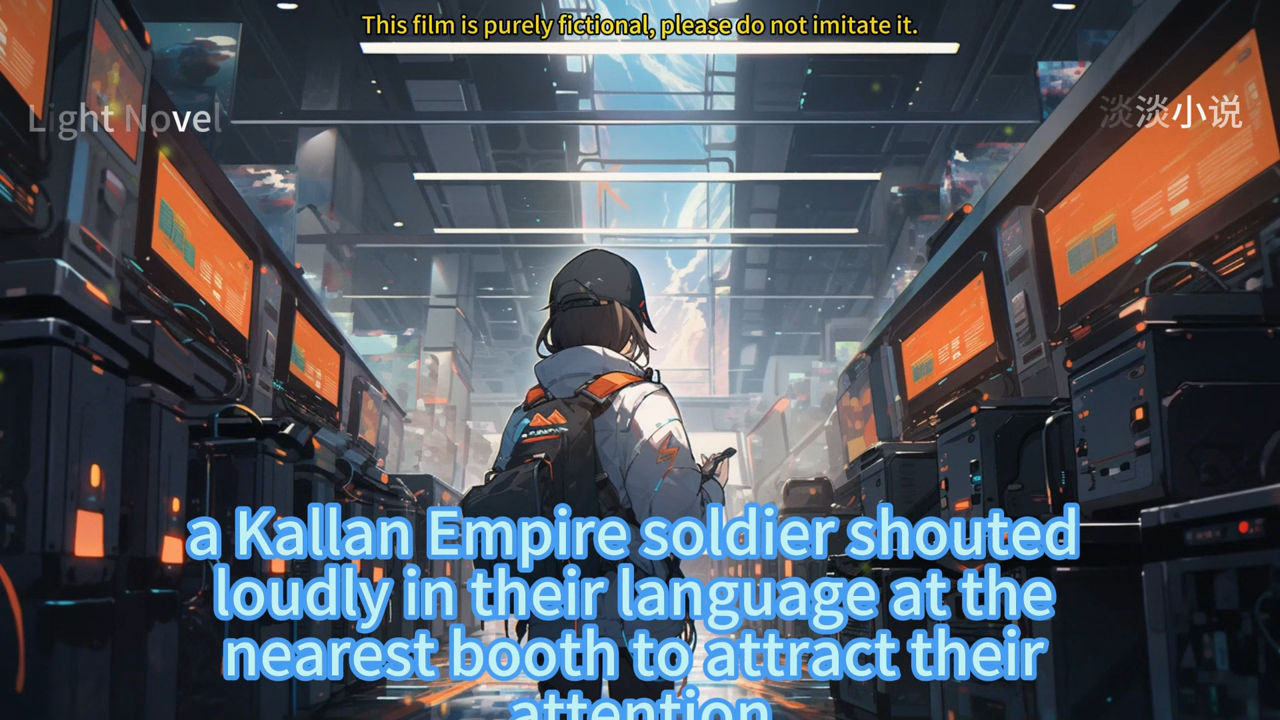 This film is purely fictional, please do not imitate it.
Light Novel
淡淡小说
a Kallan Empire soldier shouted
loudly in their language at the
nearest booth to attract their
attention